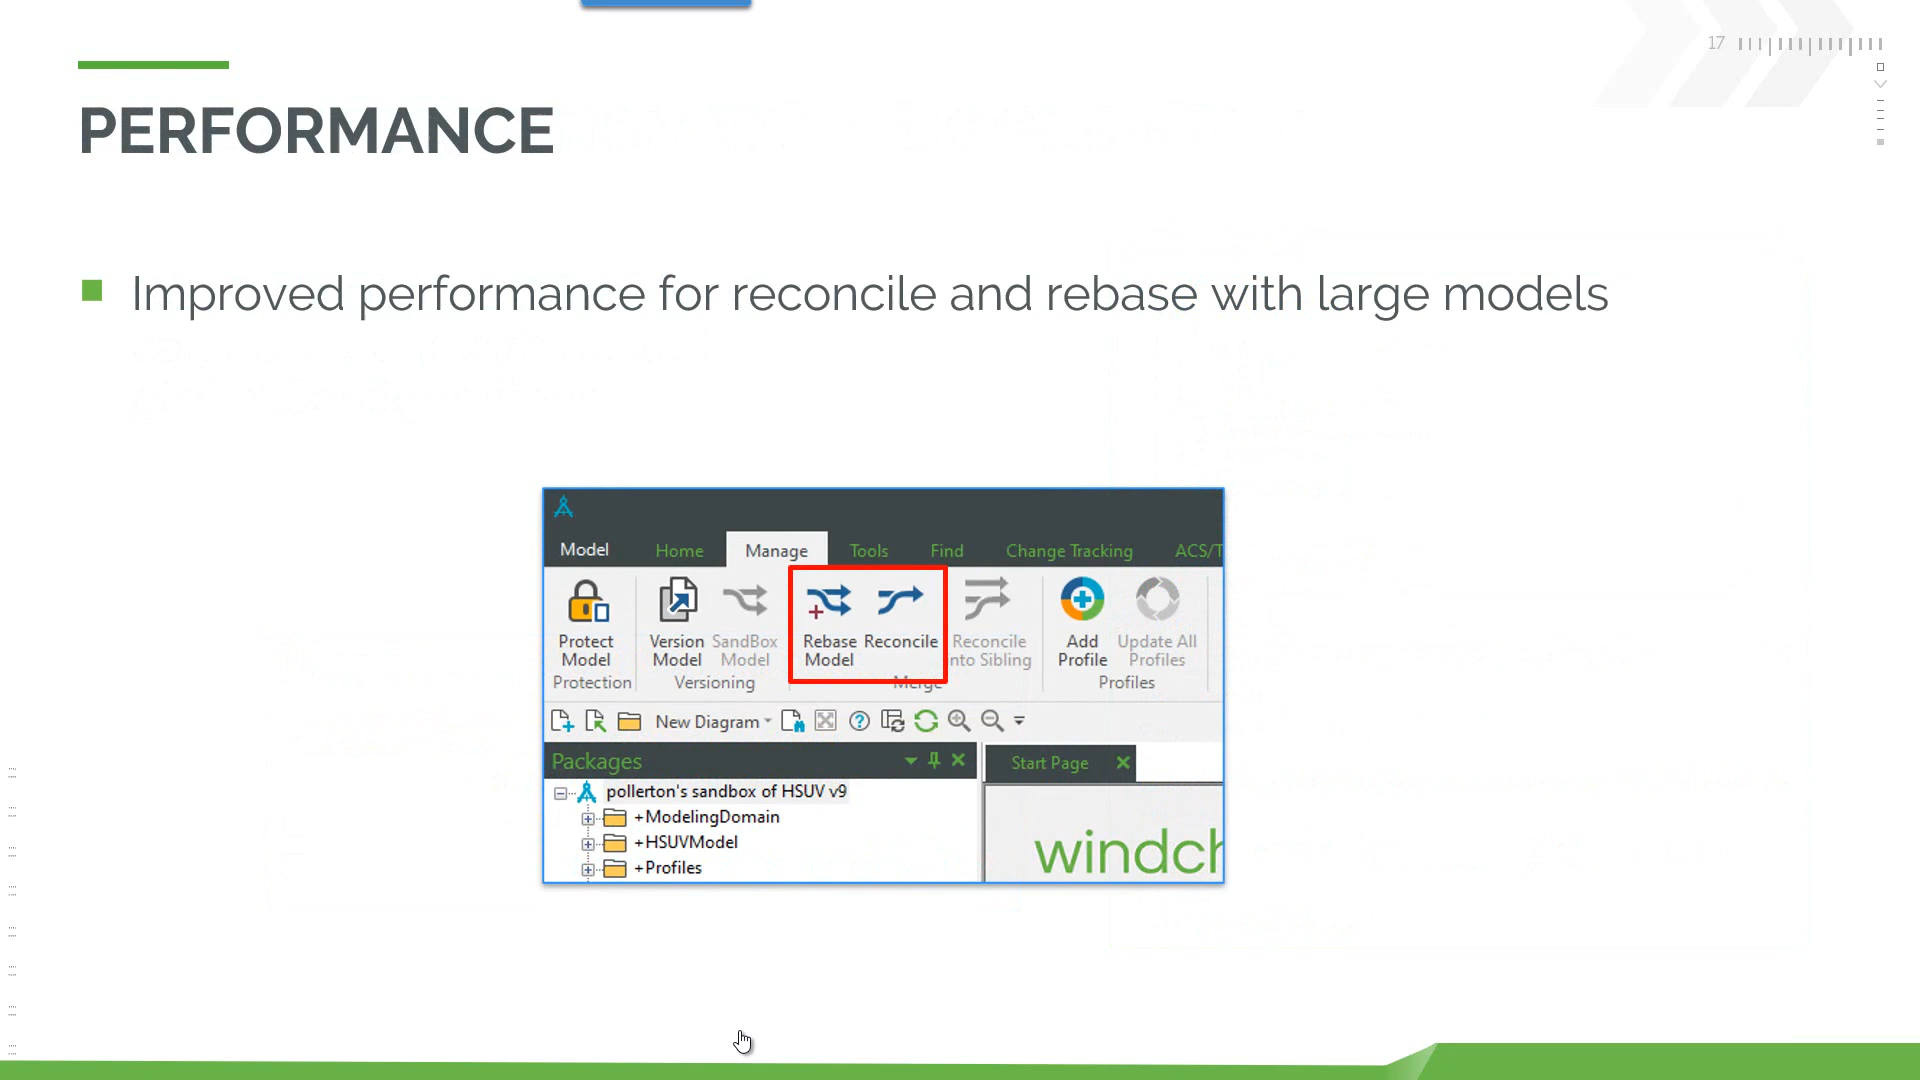 17
PERFORMANCE
Improved performance for reconcile and rebase with large models
Model Home Manage Tools Find Change Tracking ACS/T
Protect Version SandBox Rebase Reconcile Reconcile Add Update All
Model Model Model Model nto Sibling Profile Profiles
Protection Versioning Merge Profiles
New Diagram
Packages Start Page
pollerton's sandbox of HSUV v9
+ModelingDomain
+HSUVModel
windch
+Profiles